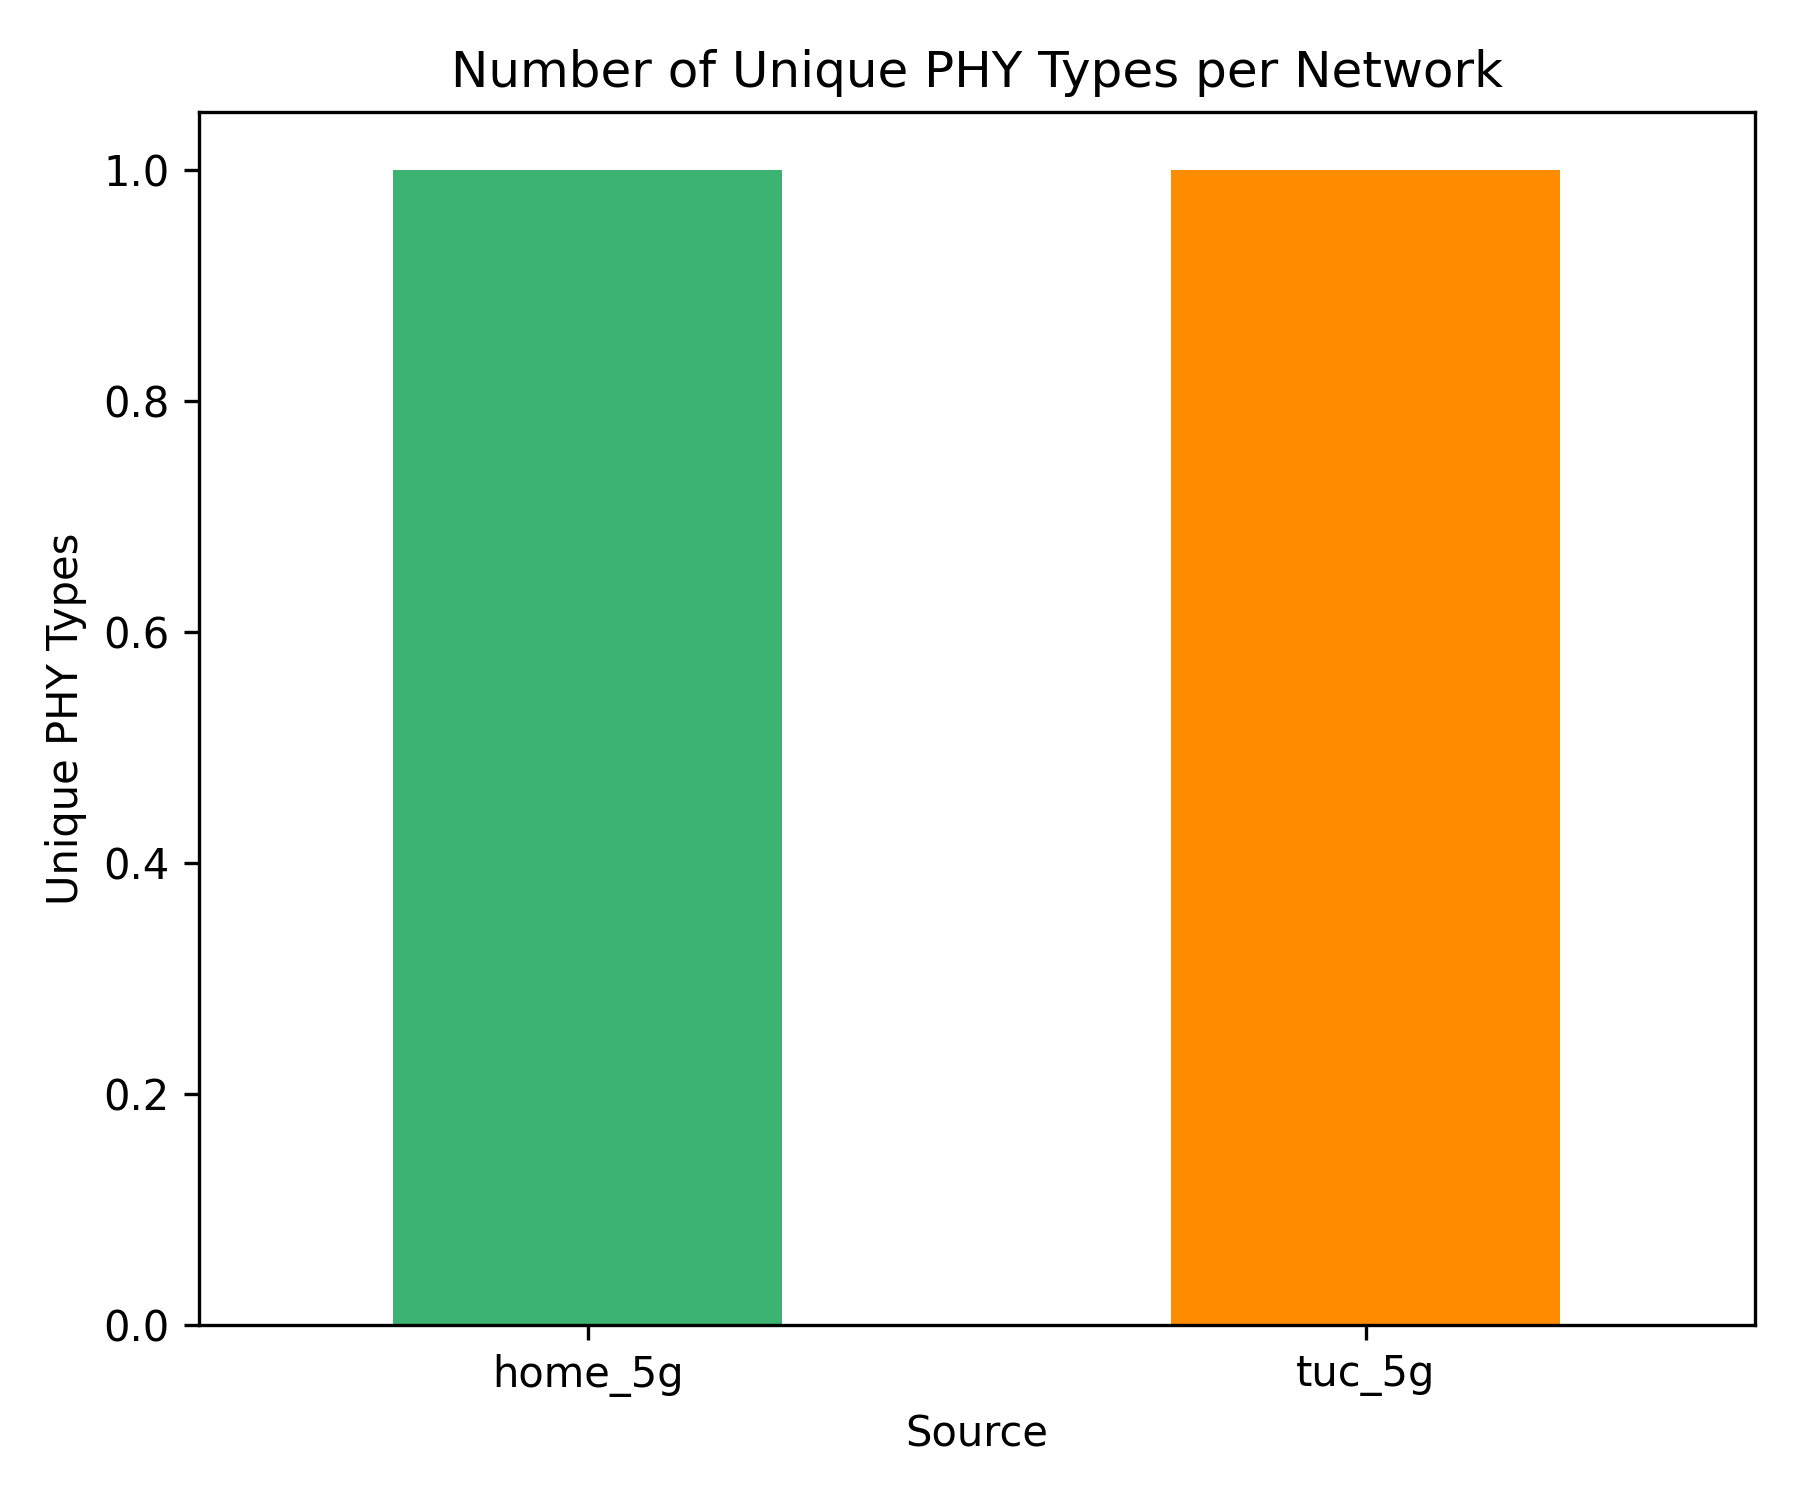 Number of Unique PHY Types per Network
Unique PHY Types
1.0
0.8
0.6
0.4
0.2
0.0
home_5g
tuc_5g
Source